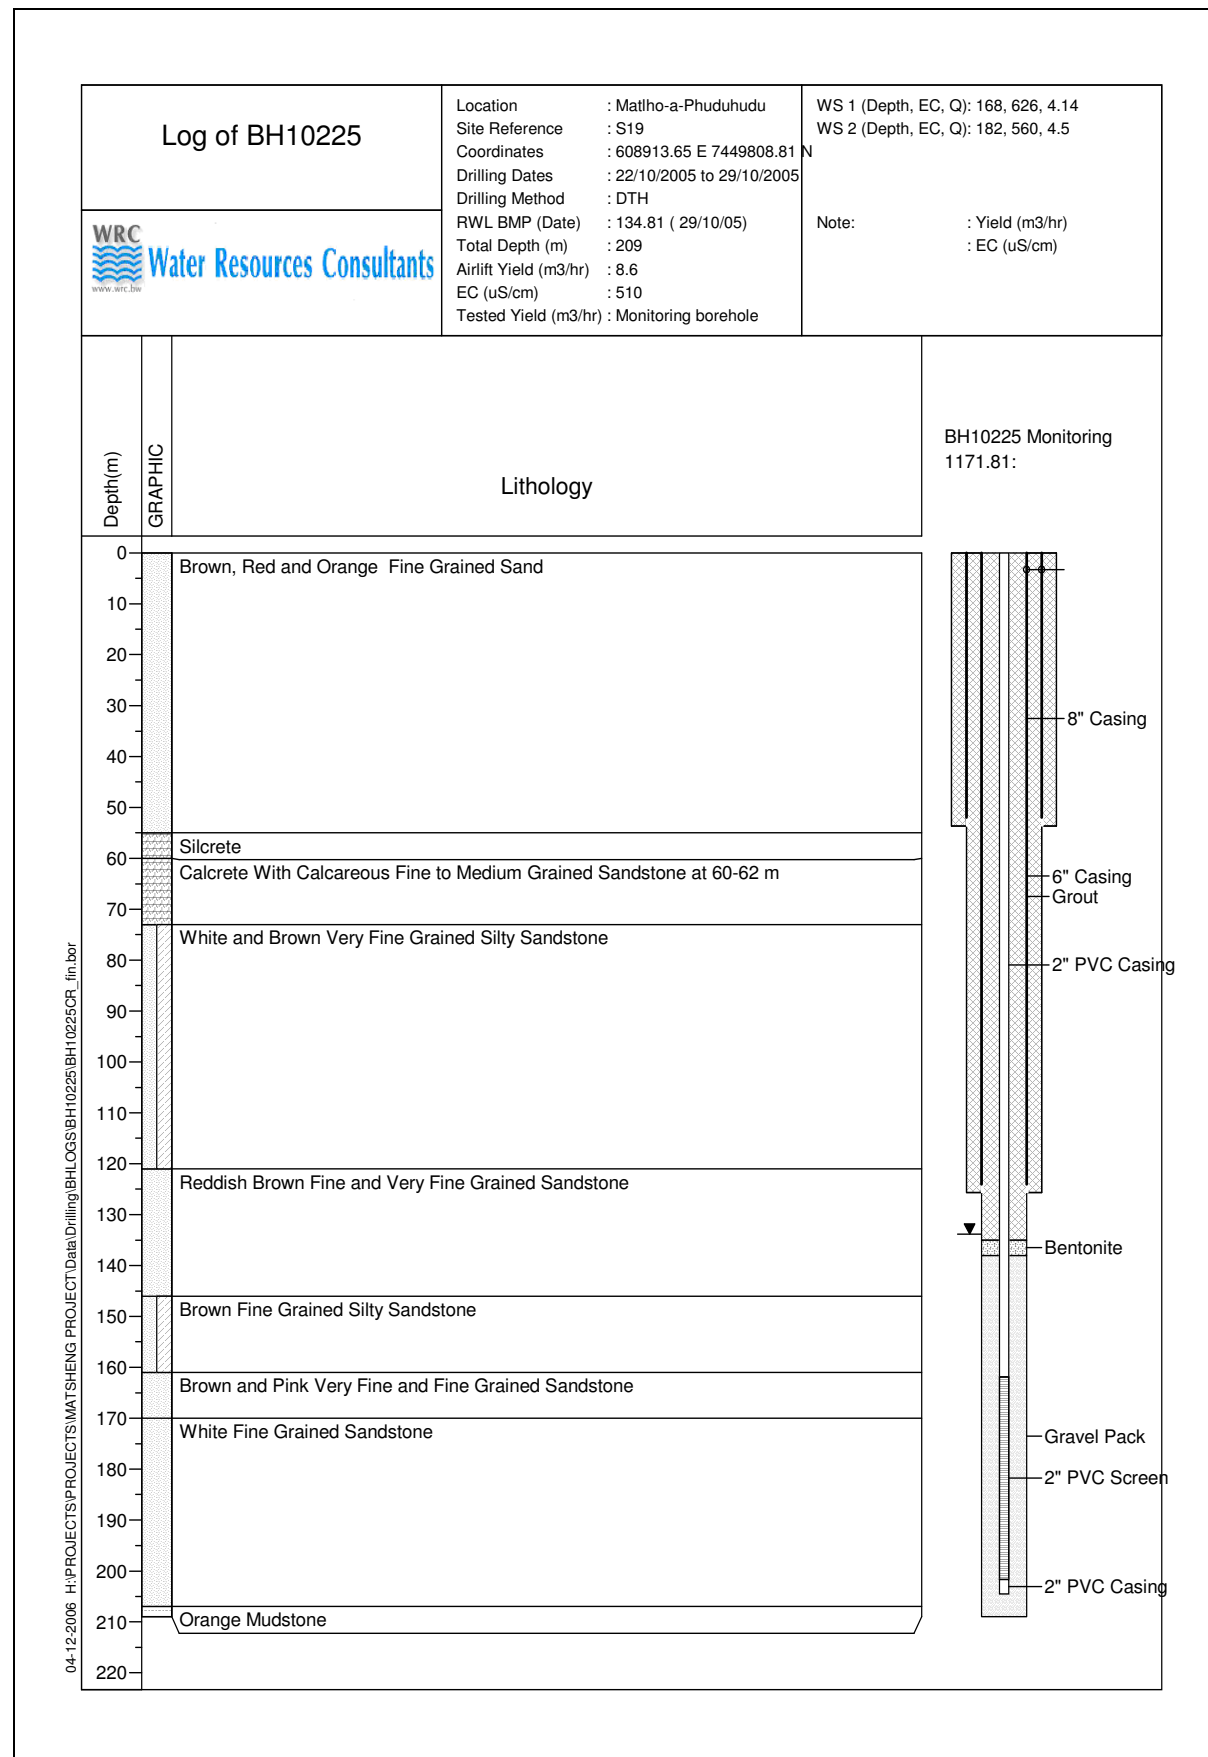 Log of BH10225
WRC
Water Resources Consultants
www.wrc.bw
Location : Matlho-a-Phuduhudu
Site Reference : S19
Coordinates : 608913.65 E 7449808.81 N
Drilling Dates : 22/10/2005 to 29/10/2005
Drilling Method : DTH
RWL BMP (Date) : 134.81 ( 29/10/05)
Total Depth (m) : 209
Airlift Yield (m3/hr) : 8.6
EC (uS/cm) : 510
Tested Yield (m3/hr) : Monitoring borehole
WS 1 (Depth, EC, Q): 168, 626, 4.14
WS 2 (Depth, EC, Q): 182, 560, 4.5
Note: : Yield (m3/hr)
: EC (uS/cm)
Depth(m)
GRAPHIC
Lithology
BH10225 Monitoring
1171.81:
0
10
20
30
40
50
60
70
80
90
100
110
120
130
140
150
160
170
180
190
200
210
220
Brown, Red and Orange  Fine Grained Sand
Silcrete
Calcrete With Calcareous Fine to Medium Grained Sandstone at 60-62 m
White and Brown Very Fine Grained Silty Sandstone
Reddish Brown Fine and Very Fine Grained Sandstone
Brown Fine Grained Silty Sandstone
Brown and Pink Very Fine and Fine Grained Sandstone
White Fine Grained Sandstone
Orange Mudstone
8" Casing
6" Casing
Grout
2" PVC Casing
Bentonite
Gravel Pack
2" PVC Screen
2" PVC Casing
04-12-2006 H:\PROJECTS\PROJECTS\MATSHENG PROJECT\Data\Drilling\BHLOGS\BH10225\BH10225CR_fin.bor